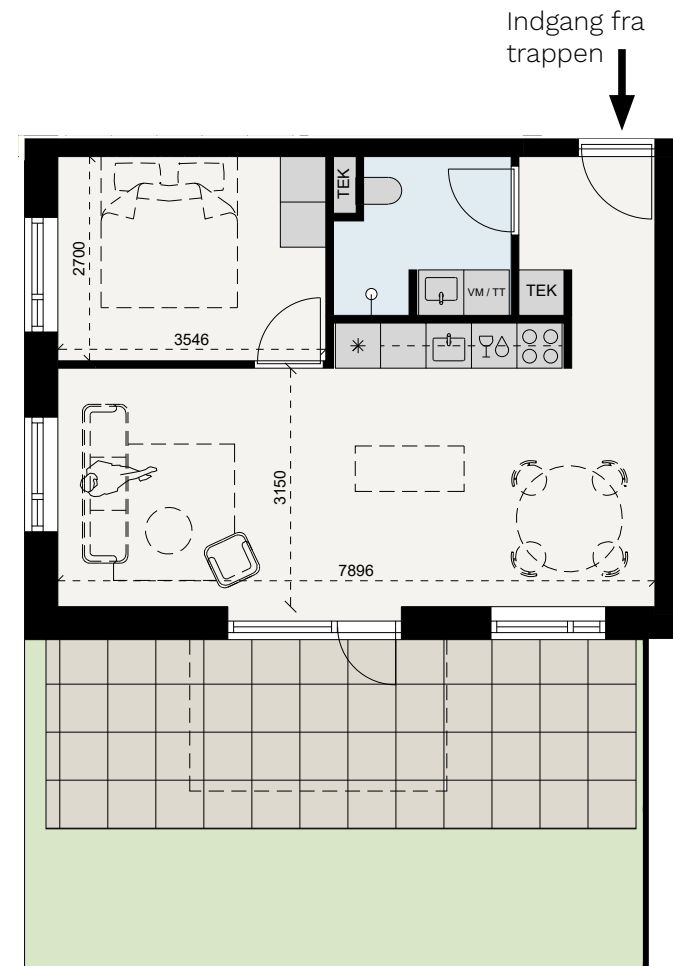 Indgang fra
trappen
TEK
2700
VM / TT
TEK
3546
3150
7896